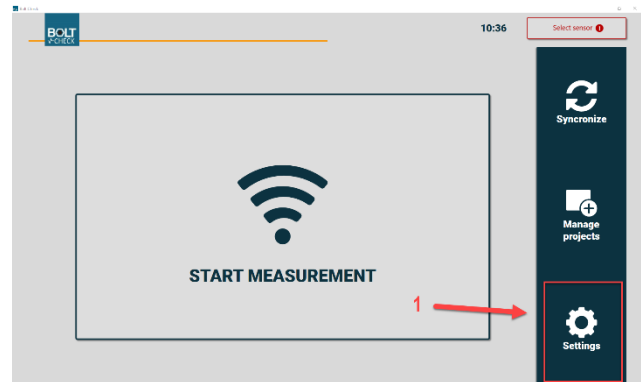 BOLT
CHECK
10:36
Select sensor
Syncronize
START MEASUREMENT
Manage
projects
1
Settings